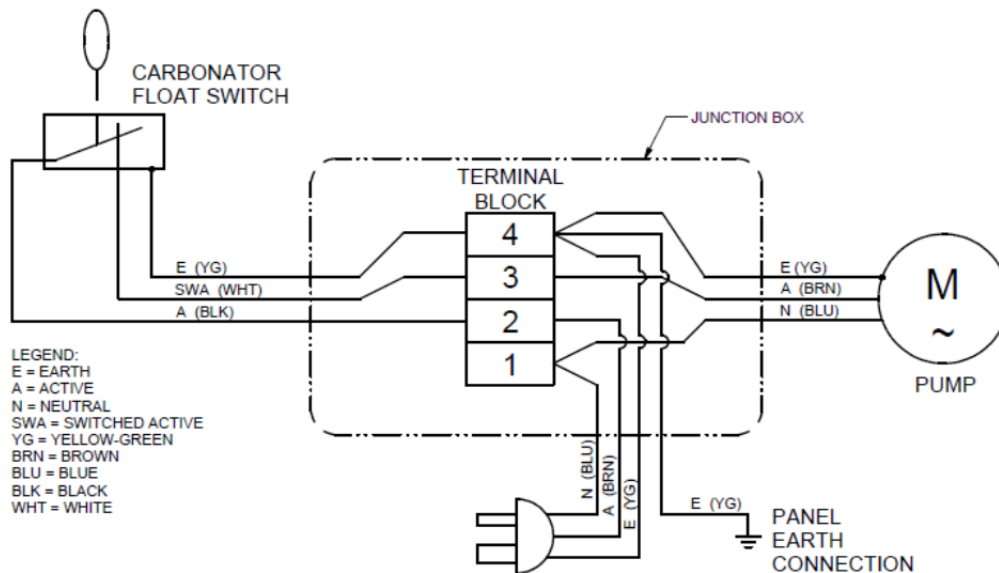 CARBONATOR
FLOAT SWITCH
JUNCTION BOX
TERMINAL
BLOCK
4
3
2
1
E (YG)
SWA (WHT)
A (BLK)
E (YG)
A (BRN)
N (BLU)
M
~
PUMP
LEGEND:
E = EARTH
A = ACTIVE
N = NEUTRAL
SWA = SWITCHED ACTIVE
YG = YELLOW-GREEN
BRN = BROWN
BLU = BLUE
BLK = BLACK
WHT = WHITE
N (BLU)
A (BRN)
E (YG)
E (YG)
PANEL
EARTH
CONNECTION